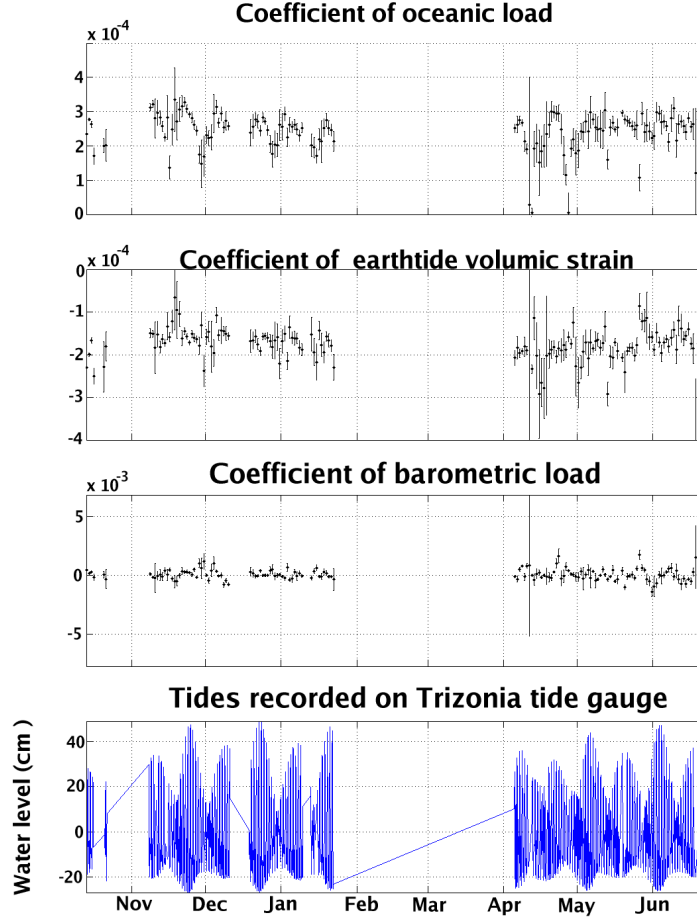 Coefficient of oceanic load
x 10-4
5
4
3
2
1
0
Coefficient of earthtide volumic strain
x 10-4
0
-1
-2
-3
-4
Coefficient of barometric load
x 10-3
5
0
-5
Tides recorded on Trizonia tide gauge
Water level (cm )
40
20
0
-20
Nov Dec Jan Feb Mar Apr May Jun